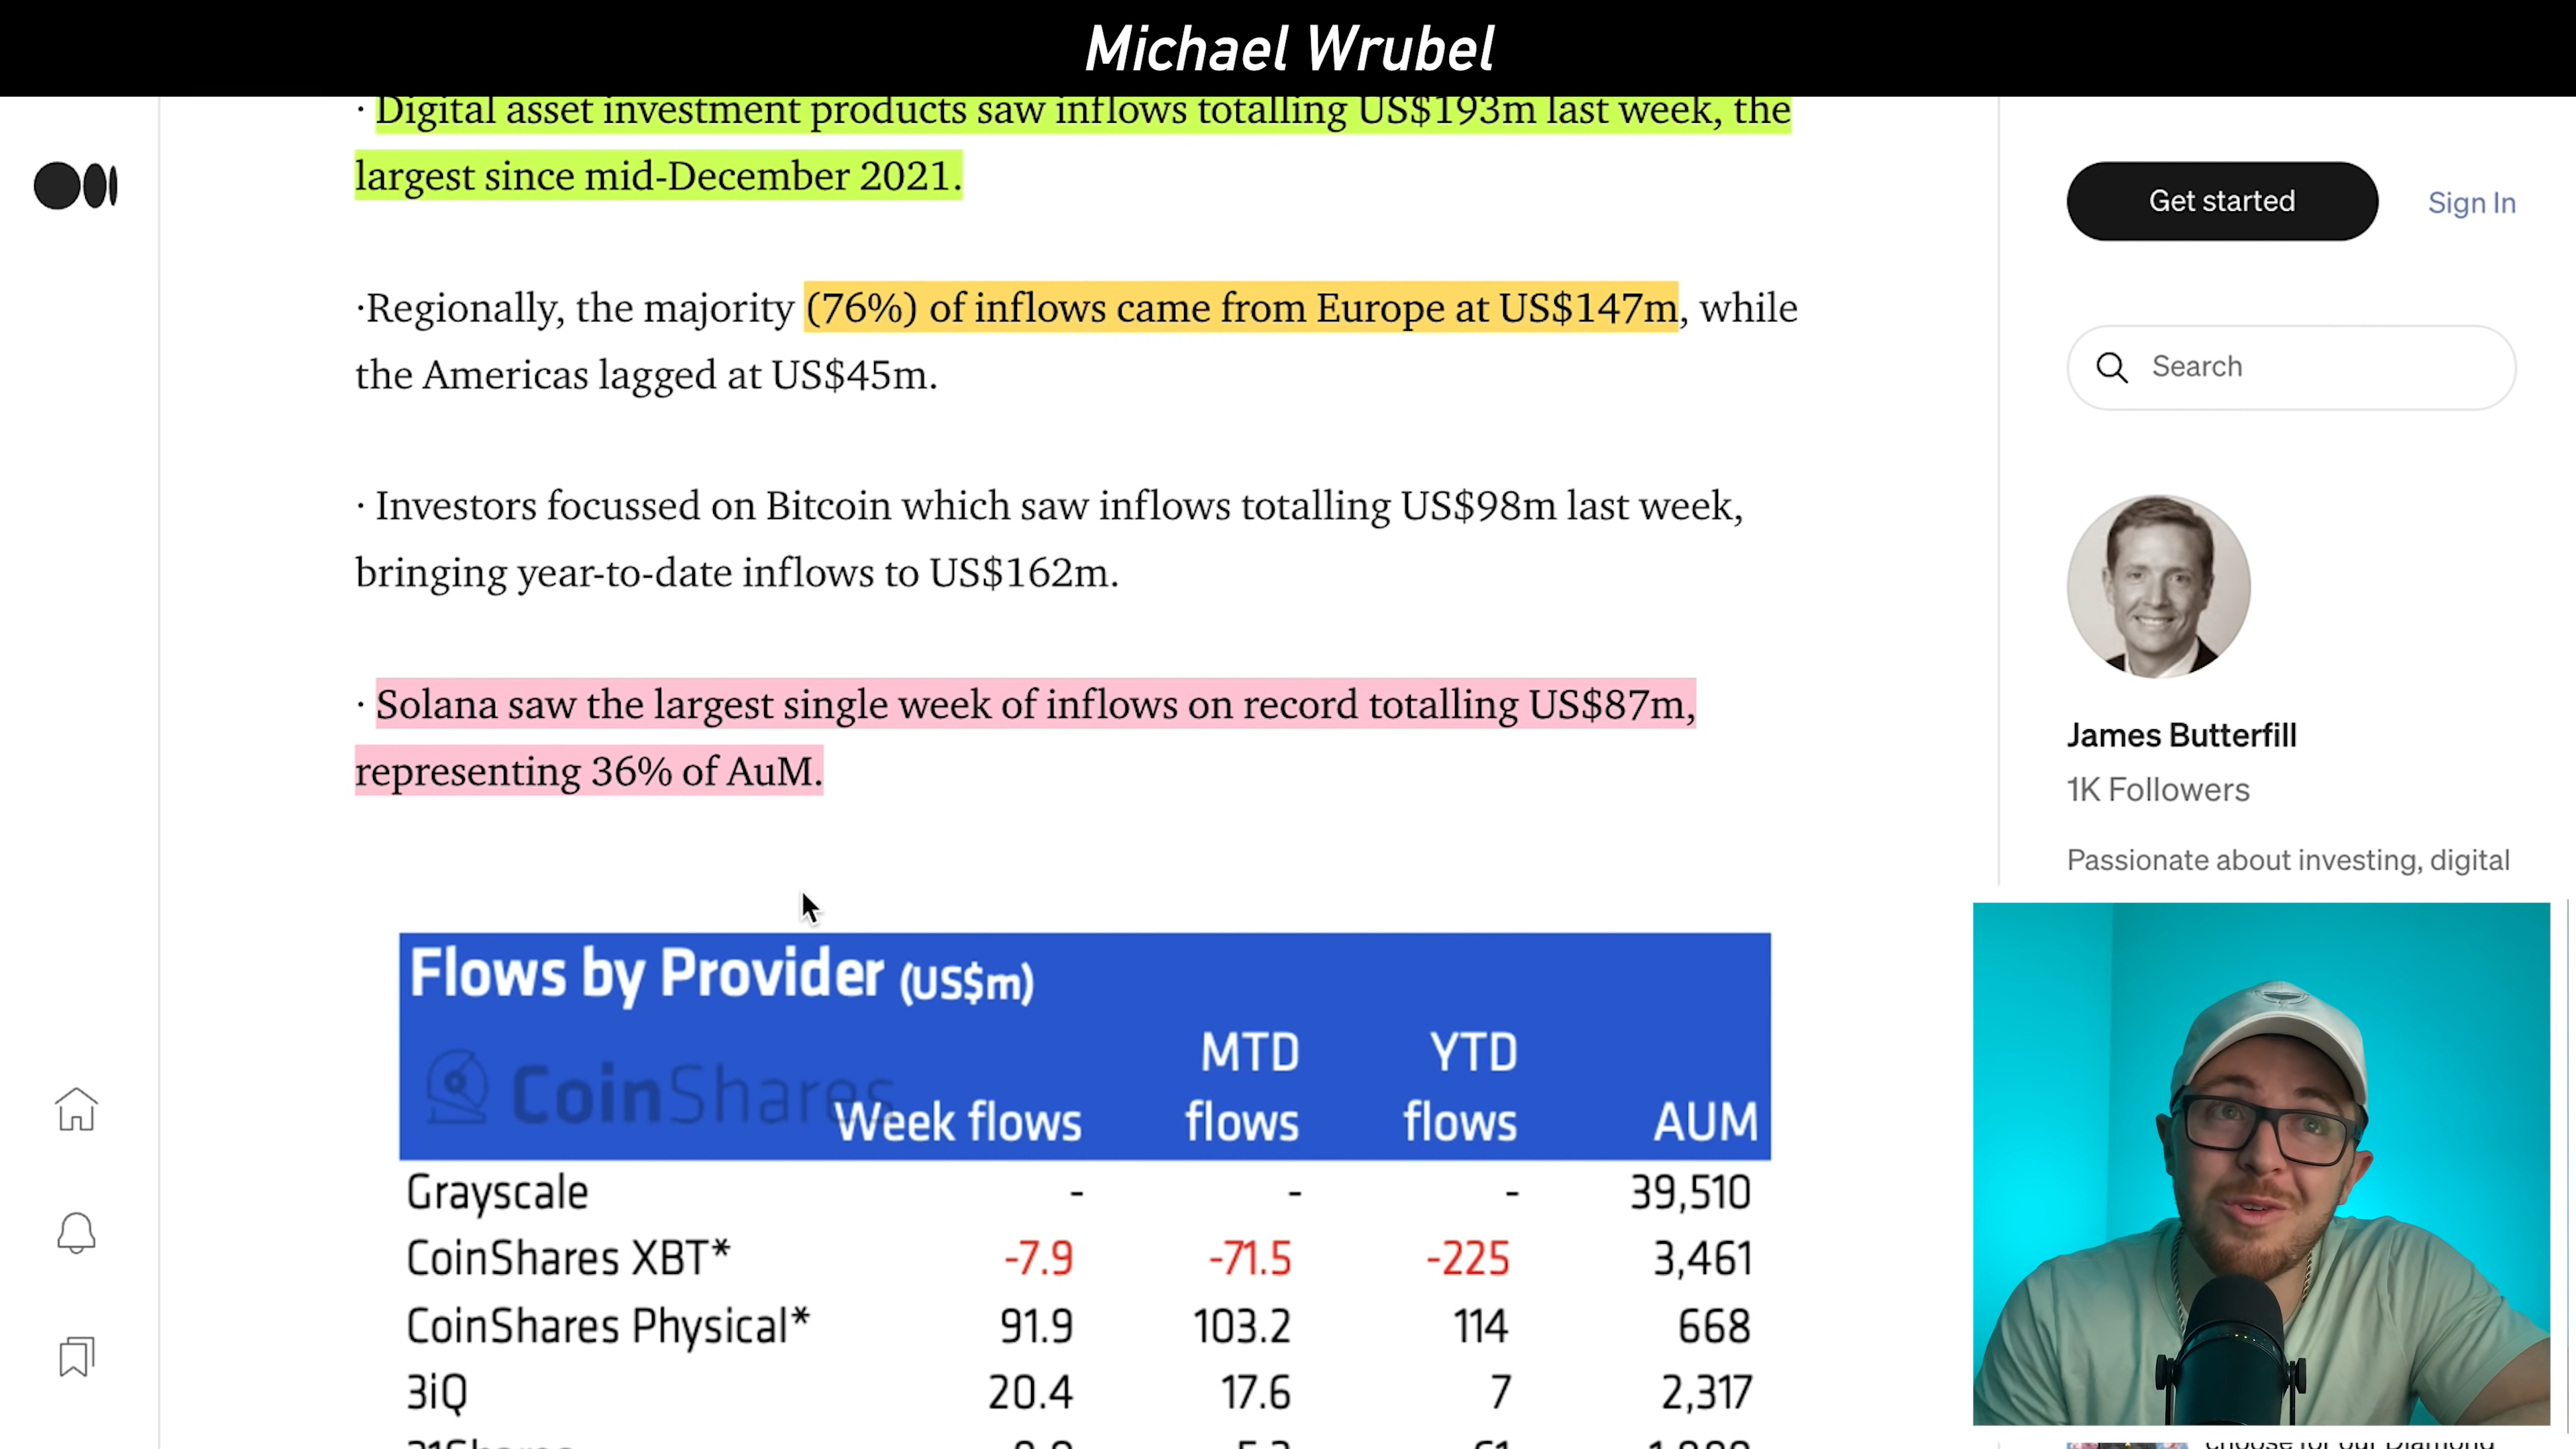 Michael Wrubel
· Digital asset investment products saw inflows totalling US$193m last week, the
largest since mid-December 2021.
·Regionally, the majority (76%) of inflows came from Europe at US$147m, while
the Americas lagged at US$45m.
· Investors focussed on Bitcoin which saw inflows totalling US$98m last week,
bringing year-to-date inflows to US$162m.
· Solana saw the largest single week of inflows on record totalling US$87m,
representing 36% of AuM.
Flows by Provider (US$m)
CoinShares
MTD YTD
Week flows flows flows AUM
Grayscale - - - 39,510
CoinShares XBT* -7.9 -71.5 -225 3,461
CoinShares Physical* 91.9 103.2 114 668
3iQ 20.4 17.6 7 2,317
Get started Sign In
Search
James Butterfill
1K Followers
Passionate about investing, digital